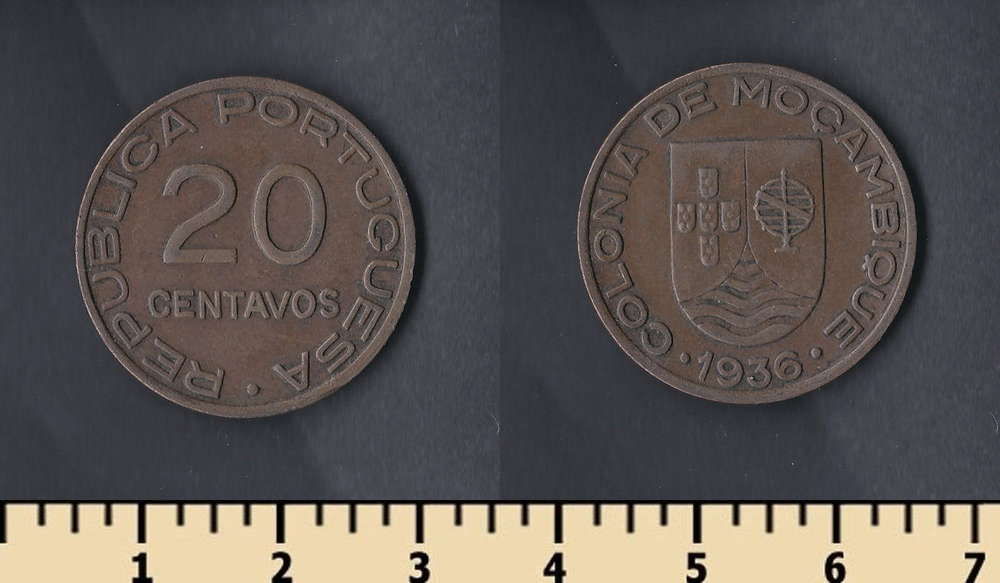 REPUBLICA PORTUGUESA
20
CENTAVOS
COLONIA DE MOÇAMBIQUE
1936
1 2 3 4 5 6 7